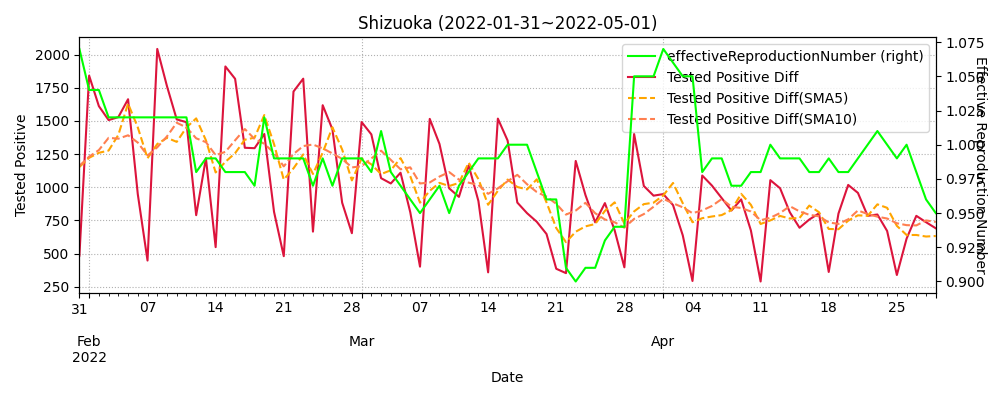 Shizuoka (2022-01-31~2022-05-01)
effectiveReproductionNumber (right)
Tested Positive Diff
Tested Positive Diff(SMA5)
Tested Positive Diff(SMA10)
Tested Positive
2000
1750
1500
1250
1000
750
500
250
1.075
1.050
1.025
1.000
0.975
0.950
0.925
0.900
Effective Reproduction Number
31 07 14 21 28 07 14 21 28 04 11 18 25
Feb Mar Apr
2022
Date